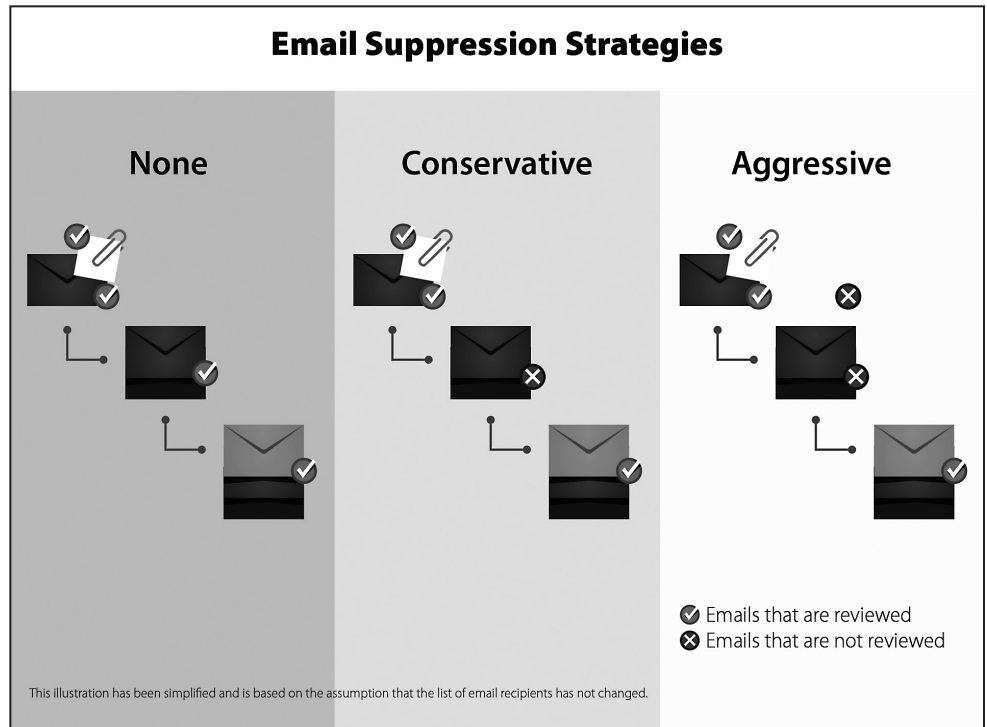 Email Suppression Strategies
None
Conservative
Aggressive
Emails that are reviewed
Emails that are not reviewed
This illustration has been simplified and is based on the assumption that the list of email recipients has not changed.